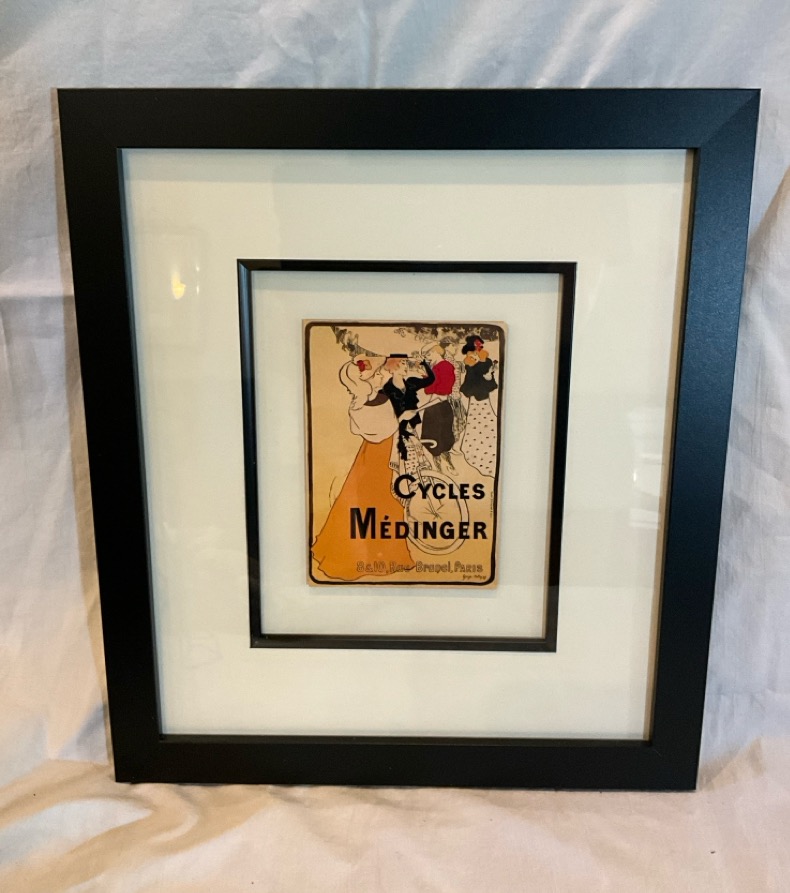 CYCLES
MÉDINGER
8&10, Rue Brunel, PARIS